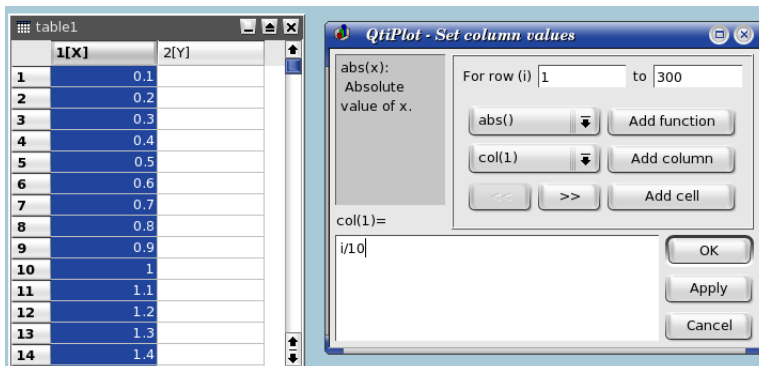 table1
1[X] 2[Y]
1 0.1
2 0.2
3 0.3
4 0.4
5 0.5
6 0.6
7 0.7
8 0.8
9 0.9
10 1
11 1.1
12 1.2
13 1.3
14 1.4
QtiPlot - Set column values
abs(x):
Absolute
value of x.
For row (i) 1 to 300
abs() Add function
col(1) Add column
<< >> Add cell
col(1)=
i/10
OK
Apply
Cancel